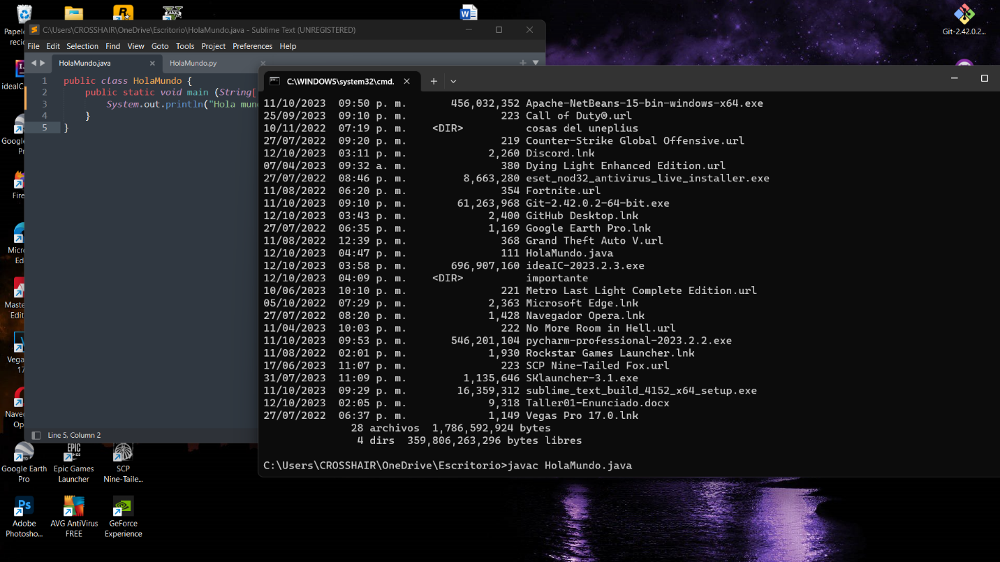 Papele
recic
idealC
Google
Pr
Fire
Micro
Ed
Maste
Edit
Vega
17
Nave
Op
Google Earth
Pro
Epic Games
Launcher
SCP
Nine-Taile...
Adobe
Photosho...
AVG AntiVirus
FREE
GeForce
Experience
Git-2.42.0.2...
C:\Users\CROSSHAIR\OneDrive\Escritorio\HolaMundo.java - Sublime Text (UNREGISTERED)
File Edit Selection Find View Goto Tools Project Preferences Help
HolaMundo.java HolaMundo.py
1 public class HolaMundo {
2 public static void main (String[
3 System.out.println("Hola mun
4 }
5 }
Line 5, Column 2
C:\WINDOWS\system32\cmd.
11/10/2023 09:50 p. m. 456,032,352 Apache-NetBeans-15-bin-windows-x64.exe
25/09/2023 09:10 p. m. 223 Call of Duty®.url
10/11/2022 07:19 p. m. <DIR> cosas del uneplius
27/07/2022 09:20 p. m. 219 Counter-Strike Global Offensive.url
12/10/2023 03:11 p. m. 2,260 Discord.lnk
07/04/2023 09:32 a. m. 380 Dying Light Enhanced Edition.url
27/07/2022 08:46 p. m. 8,663,280 eset_nod32_antivirus_live_installer.exe
11/08/2022 06:20 p. m. 354 Fortnite.url
11/10/2023 09:10 p. m. 61,263,968 Git-2.42.0.2-64-bit.exe
12/10/2023 03:43 p. m. 2,400 GitHub Desktop.lnk
27/07/2022 06:35 p. m. 1,169 Google Earth Pro.lnk
11/08/2022 12:39 p. m. 368 Grand Theft Auto V.url
12/10/2023 04:47 p. m. 111 HolaMundo.java
12/10/2023 03:58 p. m. 696,907,160 ideaIC-2023.2.3.exe
12/10/2023 04:09 p. m. <DIR> importante
10/06/2023 10:10 p. m. 221 Metro Last Light Complete Edition.url
05/10/2022 07:29 p. m. 2,363 Microsoft Edge.lnk
27/07/2022 08:20 p. m. 1,428 Navegador Opera.lnk
11/04/2023 10:03 p. m. 222 No More Room in Hell.url
11/10/2023 09:53 p. m. 546,201,104 pycharm-professional-2023.2.2.exe
11/08/2022 02:01 p. m. 1,930 Rockstar Games Launcher.lnk
17/06/2023 11:07 p. m. 223 SCP Nine-Tailed Fox.url
31/07/2023 11:09 p. m. 1,135,646 SKlauncher-3.1.exe
11/10/2023 09:29 p. m. 16,359,312 sublime_text_build_4152_x64_setup.exe
12/10/2023 02:05 p. m. 9,318 Taller01-Enunciado.docx
27/07/2022 06:37 p. m. 1,149 Vegas Pro 17.0.lnk
28 archivos 1,786,592,924 bytes
4 dirs 359,806,263,296 bytes libres
C:\Users\CROSSHAIR\OneDrive\Escritorio>javac HolaMundo.java